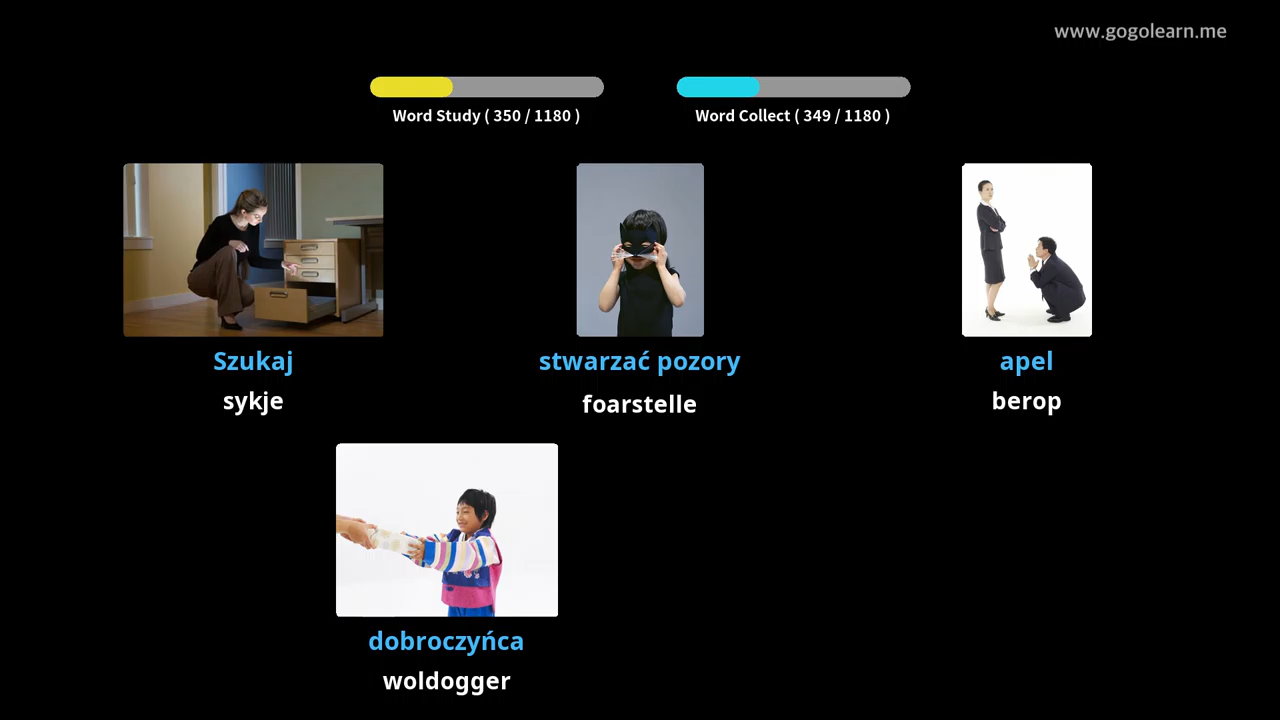 www.gogolearn.me
Word Study ( 350 / 1180 )
Word Collect ( 349 / 1180 )
Szukaj
stwarzać pozory
apel
sykje
foarstelle
berop
dobroczyńca
woldogger